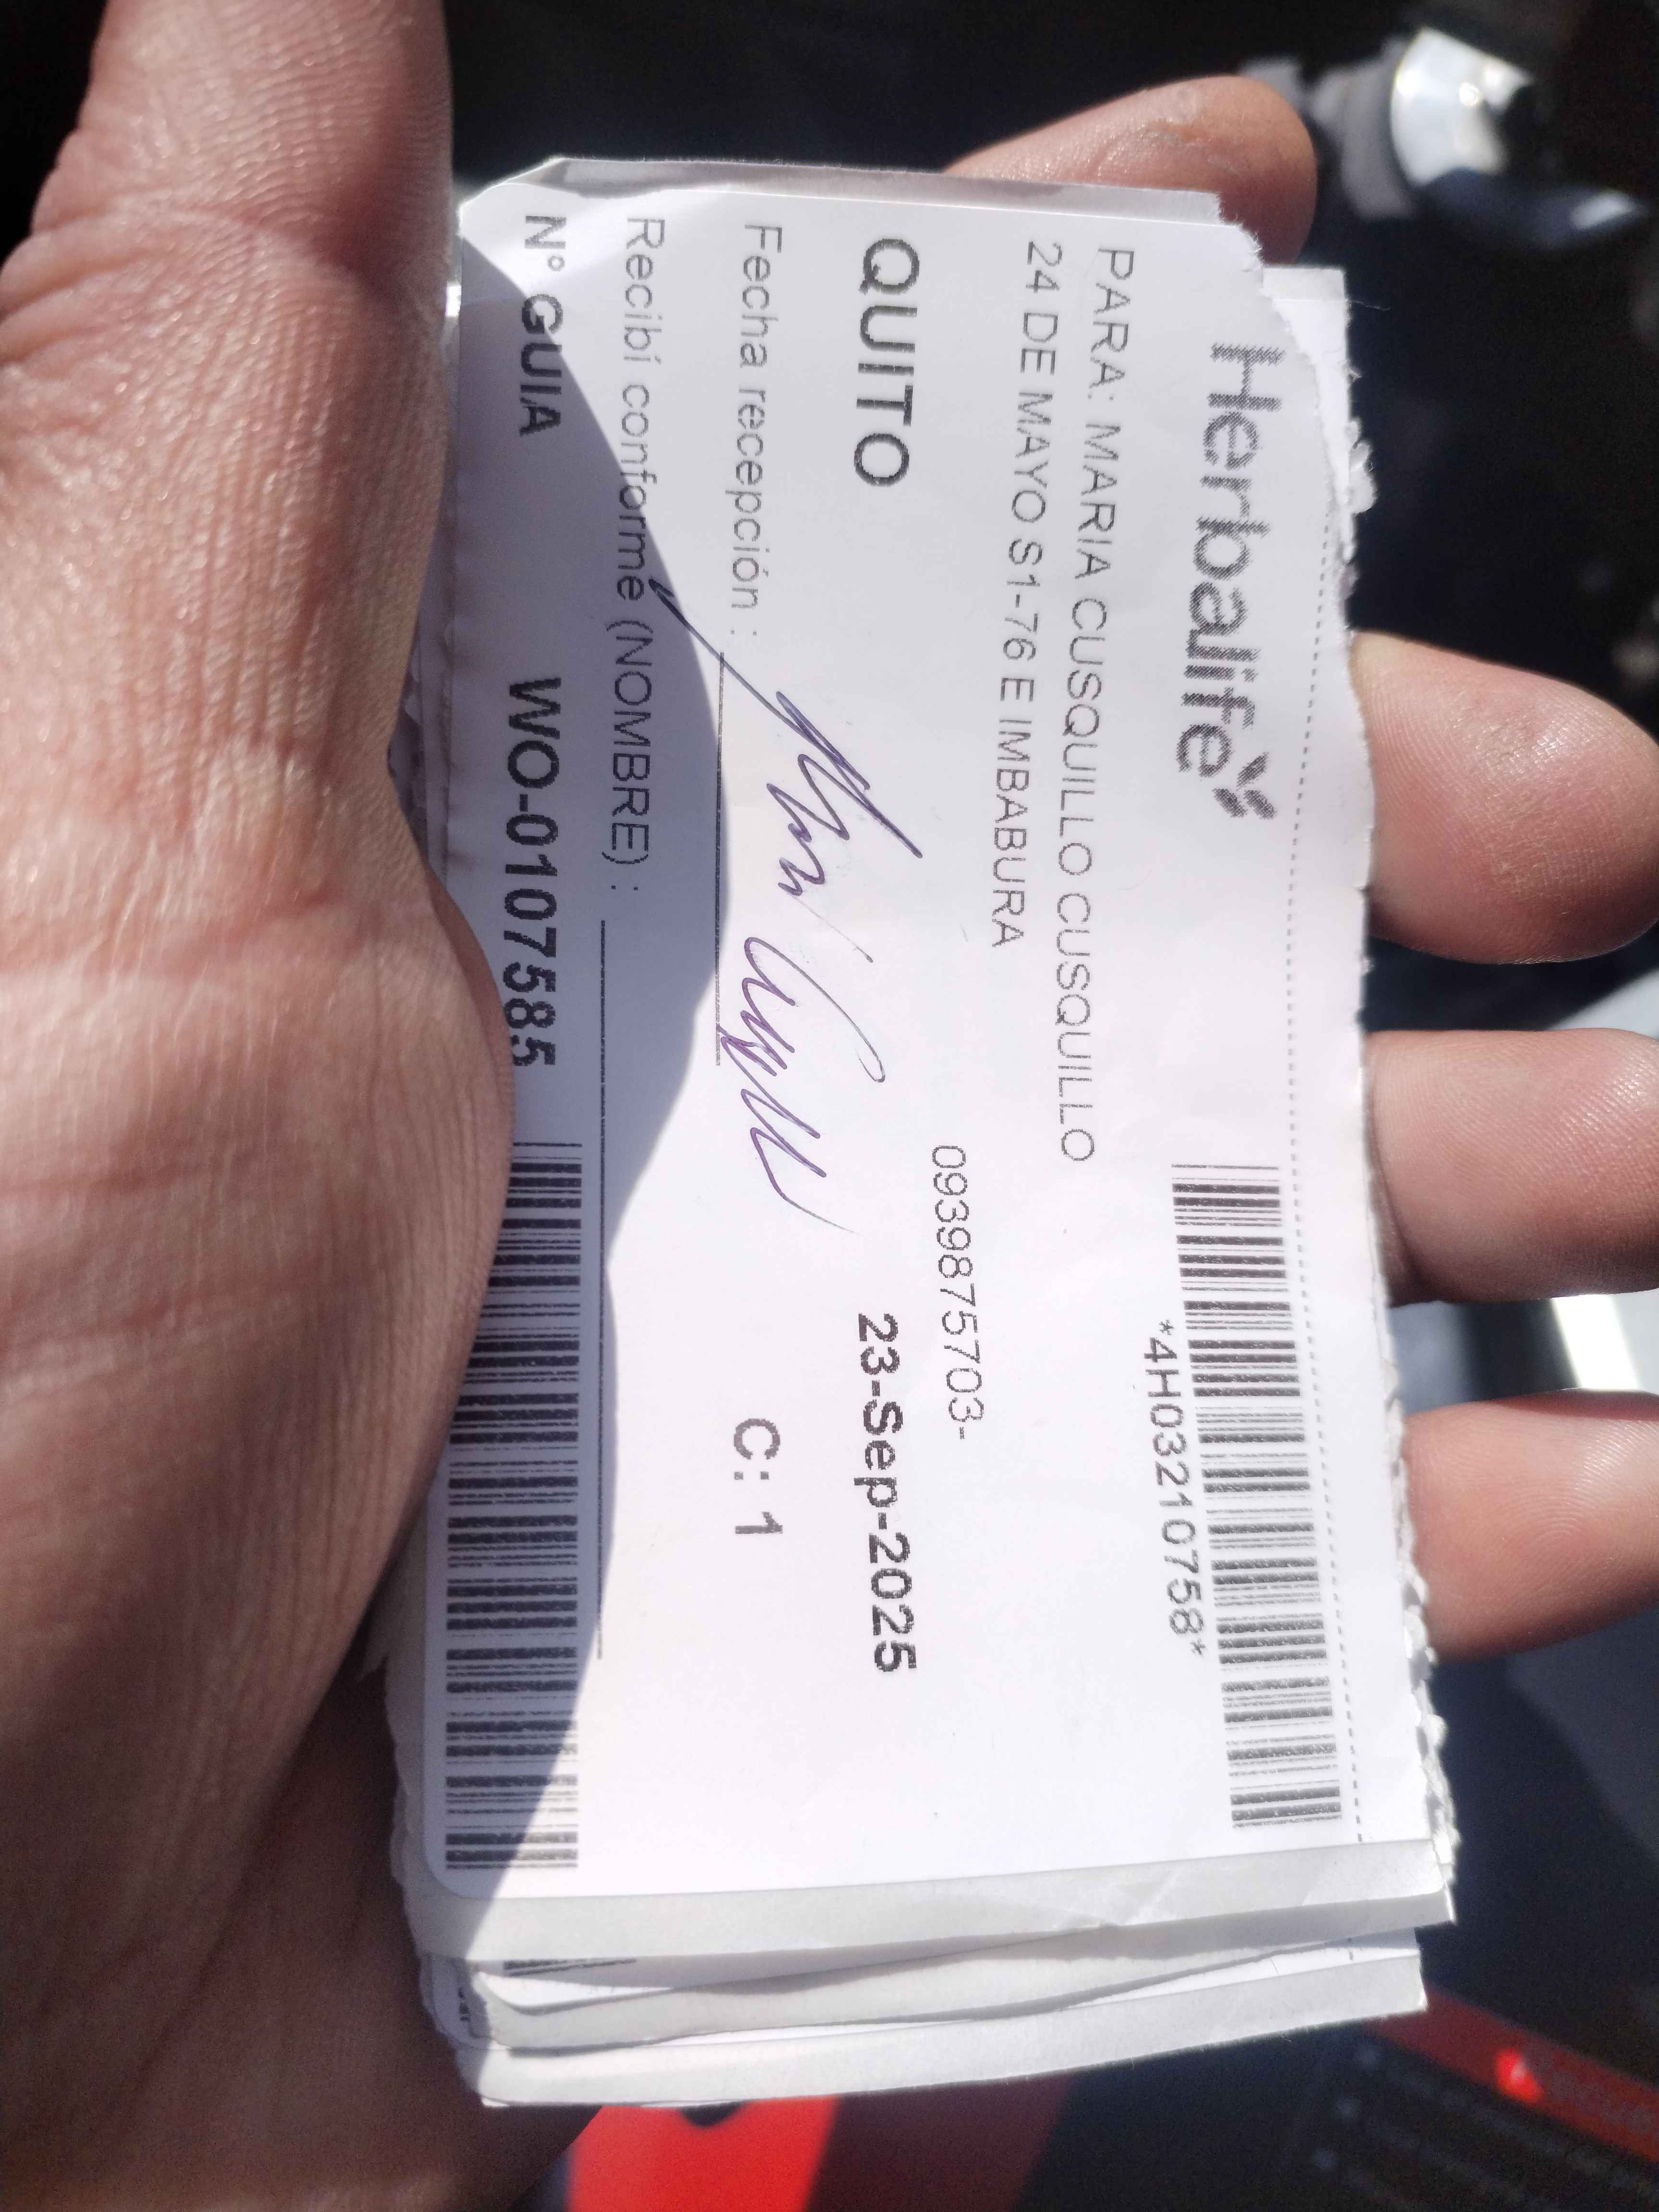 Herbalife
*4H03210758*
PARA: MARIA CUSQUILLO CUSQUILLO
24 DE MAYO S1-76 E IMBABURA
0939875703-
QUITO
23-Sep-2025
Fecha recepción :
C: 1
Recibí conforme (NOMBRE) :
N° GUIA WO-0107585